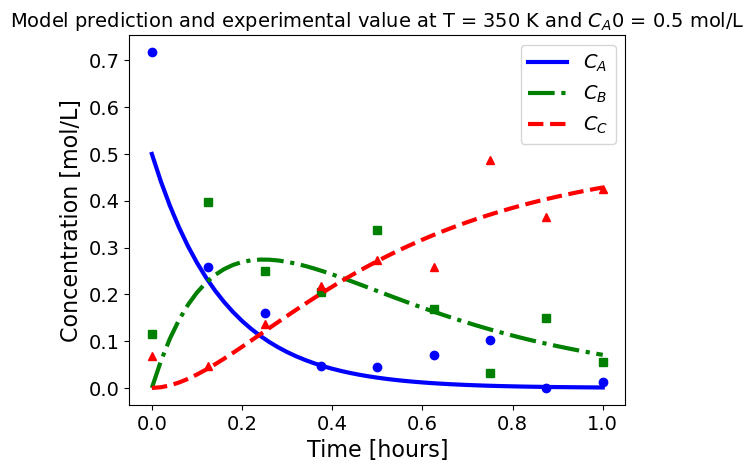 Model prediction and experimental value at T = 350 K and $C_A$0 = 0.5 mol/L
Concentration [mol/L]
0.7
0.6
0.5
0.4
0.3
0.2
0.1
0.0
$C_A$
$C_B$
$C_C$
0.0 0.2 0.4 0.6 0.8 1.0
Time [hours]